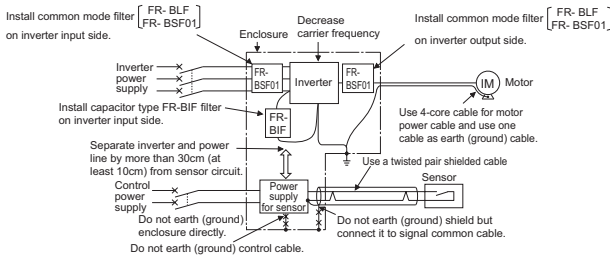 Install common mode filter
FR- BLF
FR- BSF01
on inverter input side.
Enclosure
Decrease
carrier frequency
Install common mode filter
FR- BLF
FR- BSF01
on inverter output side.
Inverter
power
supply
FR-
BSF01
Inverter
FR-
BSF01
IM
Motor
Install capacitor type FR-BIF filter
on inverter input side.
FR-
BIF
Use 4-core cable for motor
power cable and use one
cable as earth (ground) cable.
Separate inverter and power
line by more than 30cm (at
least 10cm) from sensor circuit.
Use a twisted pair shielded cable
Sensor
Control
power
supply
Power
supply
for sensor
Do not earth (ground)
enclosure directly.
Do not earth (ground) shield but
connect it to signal common cable.
Do not earth (ground) control cable.